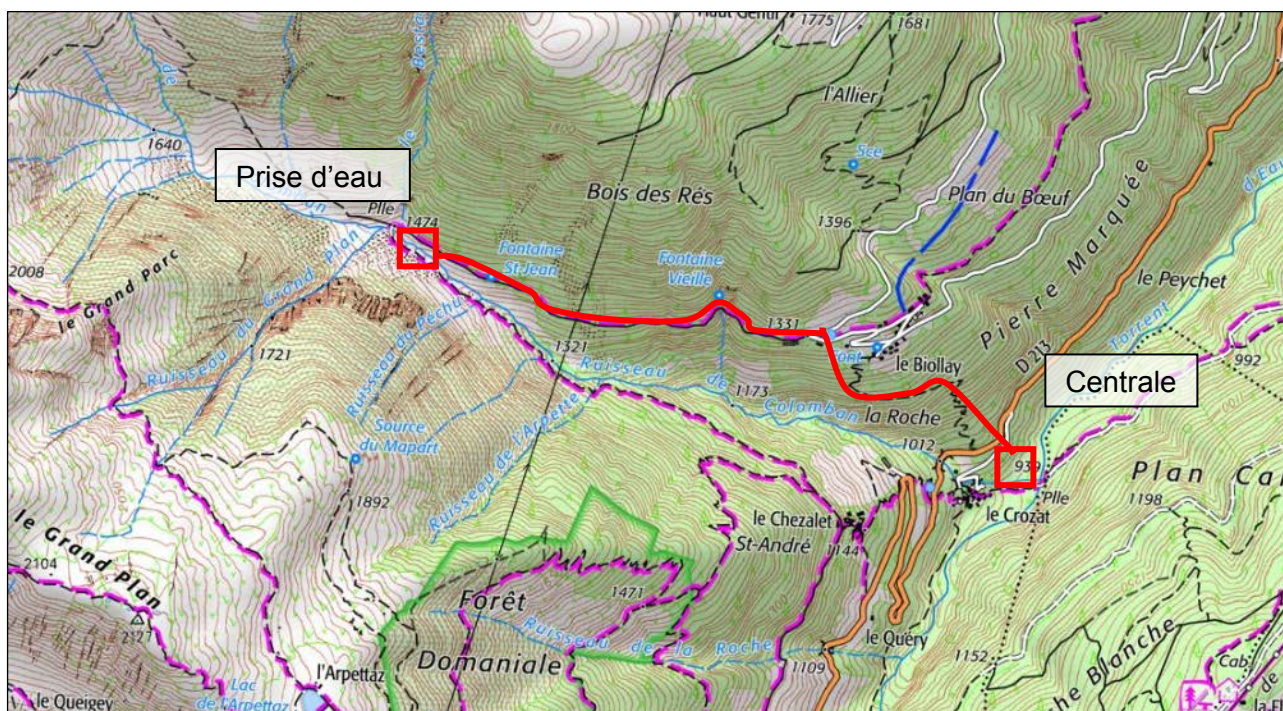 Haut Gentil
1775
1681
l'Allier
1640
Sce
Prise d'eau
Plle
1474
Bois des Rés
Plan du Bœuf
1396
Fontaine
St-Jean
Fontaine
Vieille
Pierre Marquée
le Peychet
2008
le Grand Parc
Ruisseau du Grand Plan
Ruisseau du Pechu
1331
1321
1721
le Biollay
D 213
Torrent
992
Centrale
Ruisseau de Colomban
1173
la Roche
1012
Source
du Mapart
Ruisseau de l'Arpette
939
1892
Plan
1198
Plle
le Crozat
le Grand Plan
le Chezalet
St-André
1144
2104
2127
1471
Forêt
Domaniale
Ruisseau de la Roche
le Quéry
1109
1152
Blanche
Cab.
l'Arpettaz
Lac
de l'Arpettaz
le Queigey